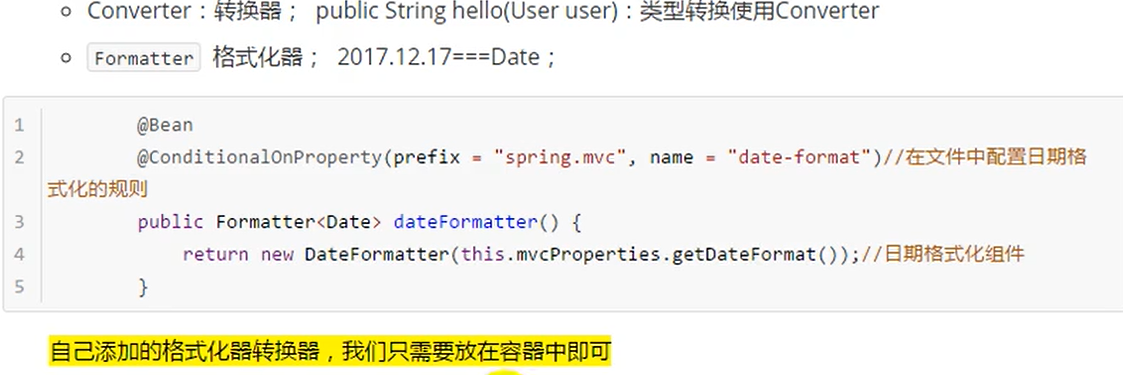 Converter：转换器； public String hello(User user)：类型转换使用Converter
Formatter 格式化器； 2017.12.17===Date；
1 @Bean
2 @ConditionalOnProperty(prefix = "spring.mvc", name = "date-format")//在文件中配置日期格
式化的规则
3 public Formatter<Date> dateFormatter() {
4 return new DateFormatter(this.mvcProperties.getDateFormat());//日期格式化组件
5 }
自己添加的格式化器转换器，我们只需要放在容器中即可